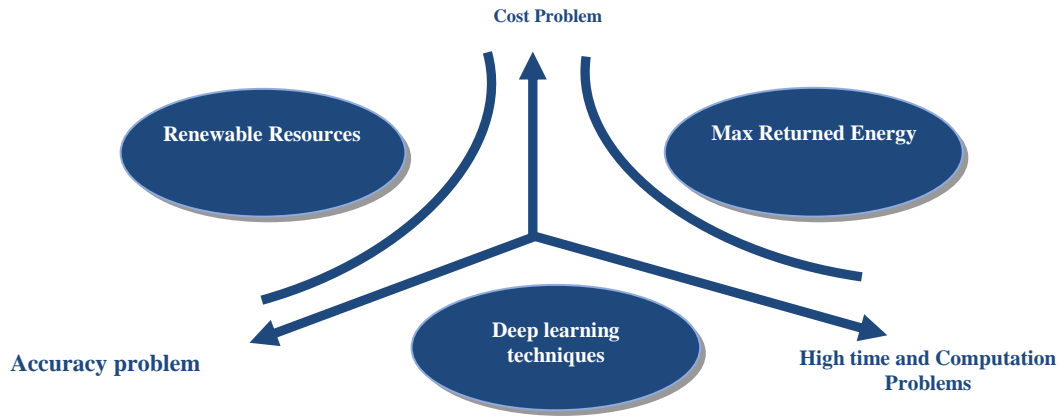 Cost Problem
Renewable Resources
Max Returned Energy
Deep learning
techniques
Accuracy problem
High time and Computation
Problems